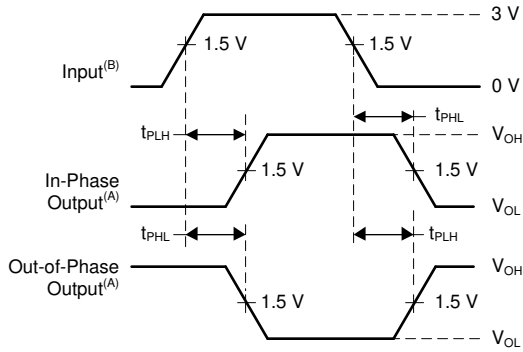 3 V
1.5 V
1.5 V
Input(B)
0 V
tPHL
tPLH
VOH
In-Phase
Output(A)
1.5 V
1.5 V
VOL
tPHL
tPLH
Out-of-Phase
Output(A)
VOH
1.5 V
1.5 V
VOL